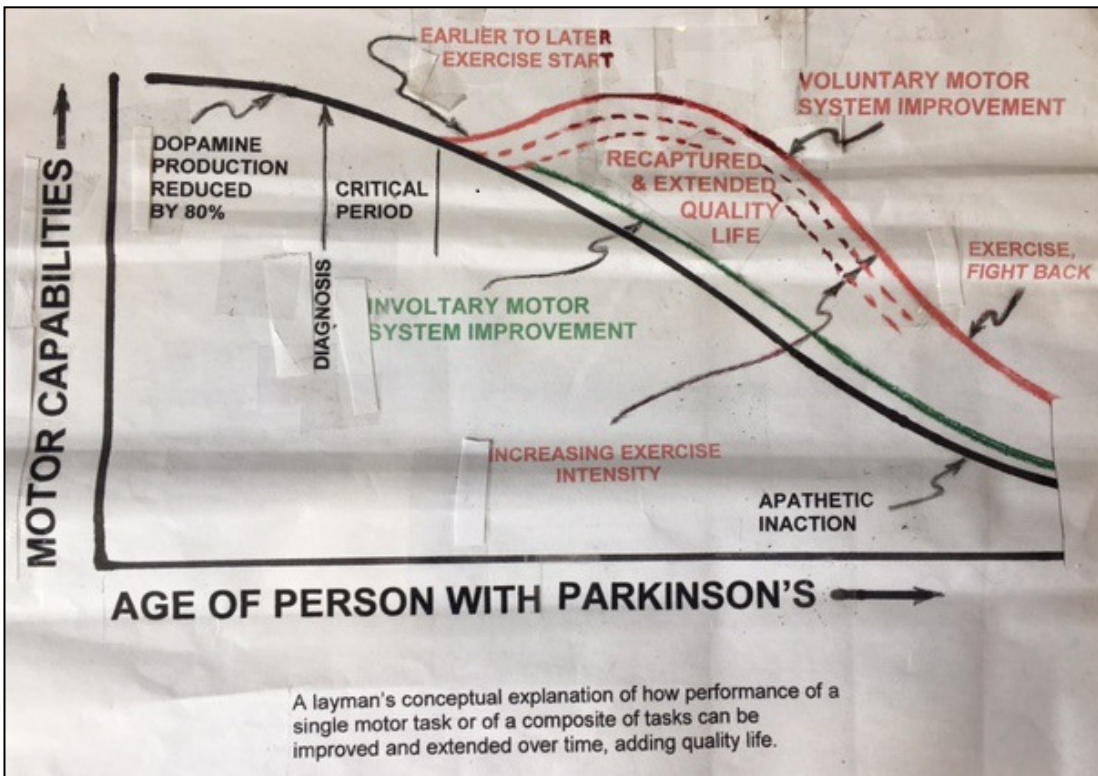 EARLIER TO LATER
EXERCISE START
VOLUNTARY MOTOR
SYSTEM IMPROVEMENT
DOPAMINE
PRODUCTION
REDUCED
BY 80%
CRITICAL
PERIOD
RECAPTURED
& EXTENDED
QUALITY
LIFE
EXERCISE,
FIGHT BACK
DIAGNOSIS
INVOLTARY MOTOR
SYSTEM IMPROVEMENT
INCREASING EXERCISE
INTENSITY
APATHETIC
INACTION
MOTOR CAPABILITIES
AGE OF PERSON WITH PARKINSON'S
A layman's conceptual explanation of how performance of a
single motor task or of a composite of tasks can be
improved and extended over time, adding quality life.